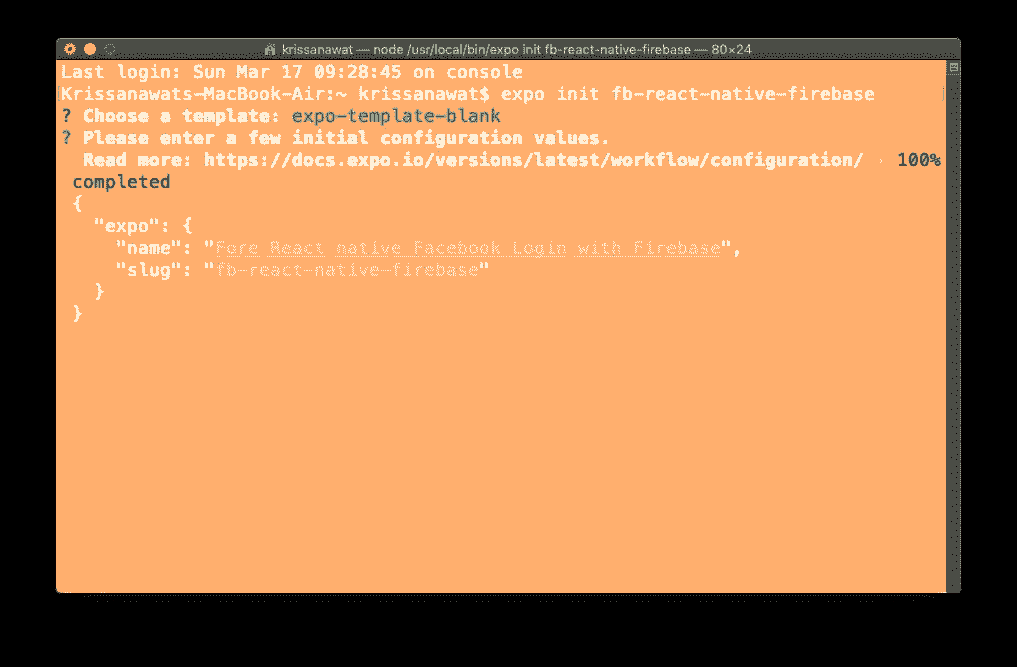 krissanawat — node /usr/local/bin/expo init fb-react-native-firebase — 80×24
Last login: Sun Mar 17 09:28:45 on console
Krissanawats-MacBook-Air:~ krissanawat$ expo init fb-react-native-firebase
? Choose a template: expo-template-blank
? Please enter a few initial configuration values.
Read more: https://docs.expo.io/versions/latest/workflow/configuration/ · 100%
completed
{
"expo": {
"name": "Fore React native Facebook Login with Firebase",
"slug": "fb-react-native-firebase"
}
}